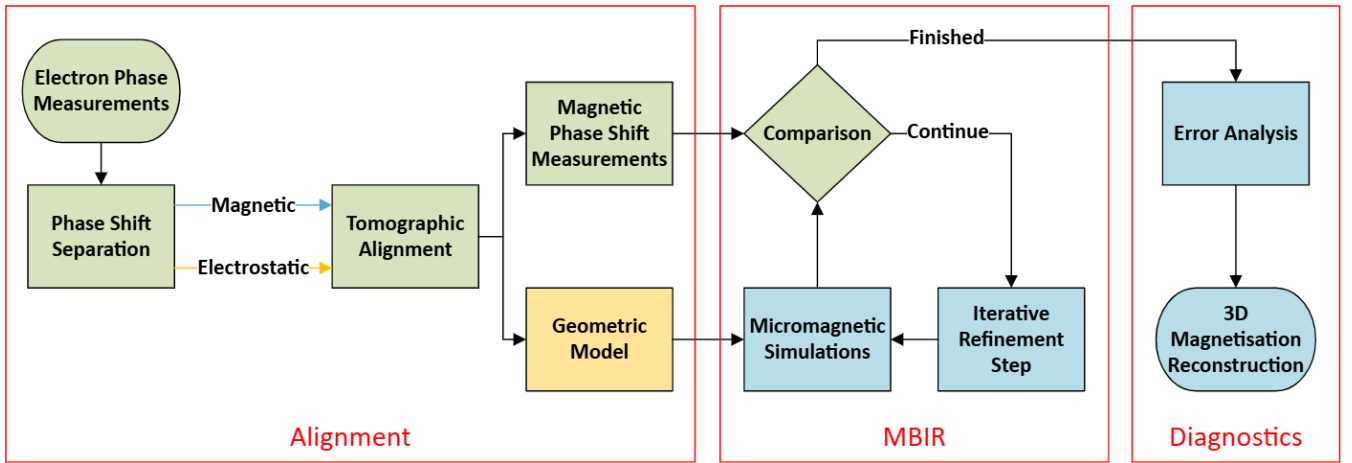 Electron Phase
Measurements
Phase Shift
Separation
Magnetic
Electrostatic
Tomographic
Alignment
Magnetic
Phase Shift
Measurements
Geometric
Model
Alignment
Finished
Comparison
Continue
Micromagnetic
Simulations
Iterative
Refinement
Step
MBIR
Error Analysis
3D
Magnetisation
Reconstruction
Diagnostics